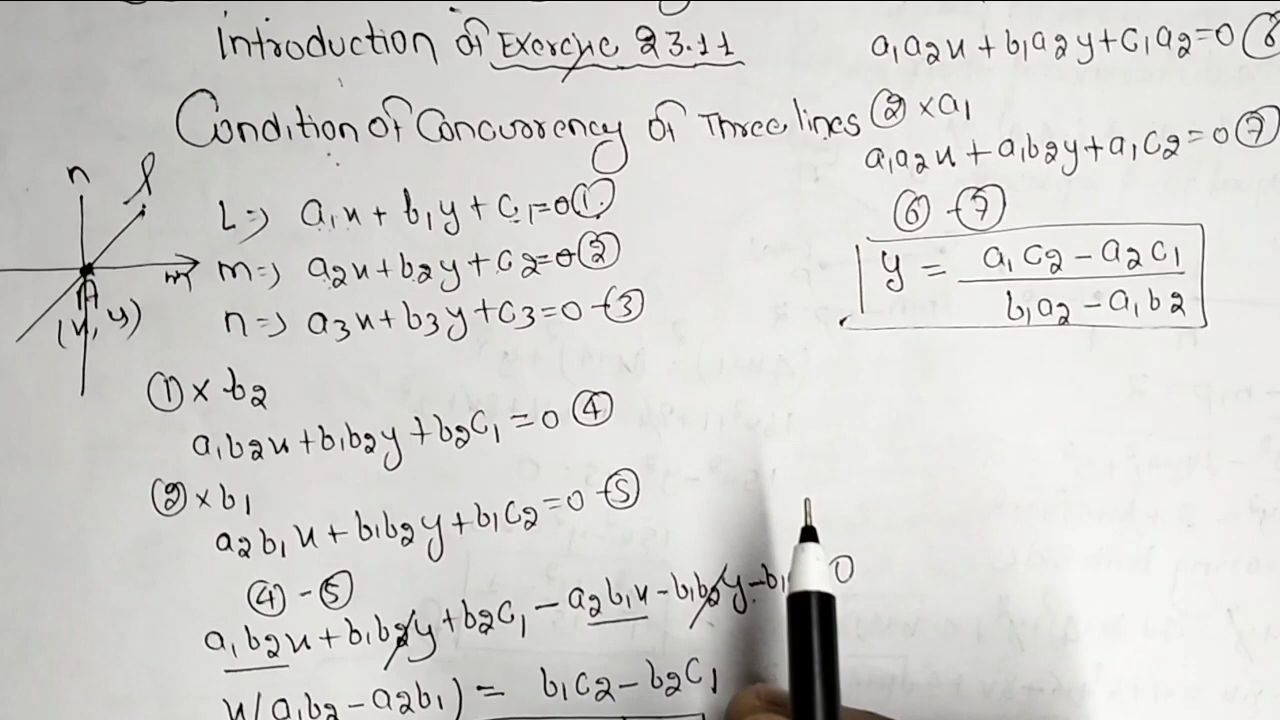 Introduction of Exercise 23.11
Condition of Concurrency of Three lines
n l
m
A
(x, y)
L => a₁x + b₁y + c₁=0 ①
m => a₂x + b₂y + c₂=0 ②
n => a₃x + b₃y + c₃=0 -③
① × b₂
a₁b₂x + b₁b₂y + b₂c₁ = 0 ④
② × b₁
a₂b₁x + b₁b₂y + b₁c₂ = 0 -⑤
④ - ⑤
a₁b₂x + b₁b₂y + b₂c₁ - a₂b₁x - b₁b₂y - b₁ 0
x(a₁b₂ - a₂b₁) = b₁c₂ - b₂c₁
a₁a₂x + b₁a₂y + c₁a₂ = 0 ⑥
② × a₁
a₁a₂x + a₁b₂y + a₁c₂ = 0 ⑦
⑥ - ⑦
y = a₁c₂ - a₂c₁
b₁a₂ - a₁b₂